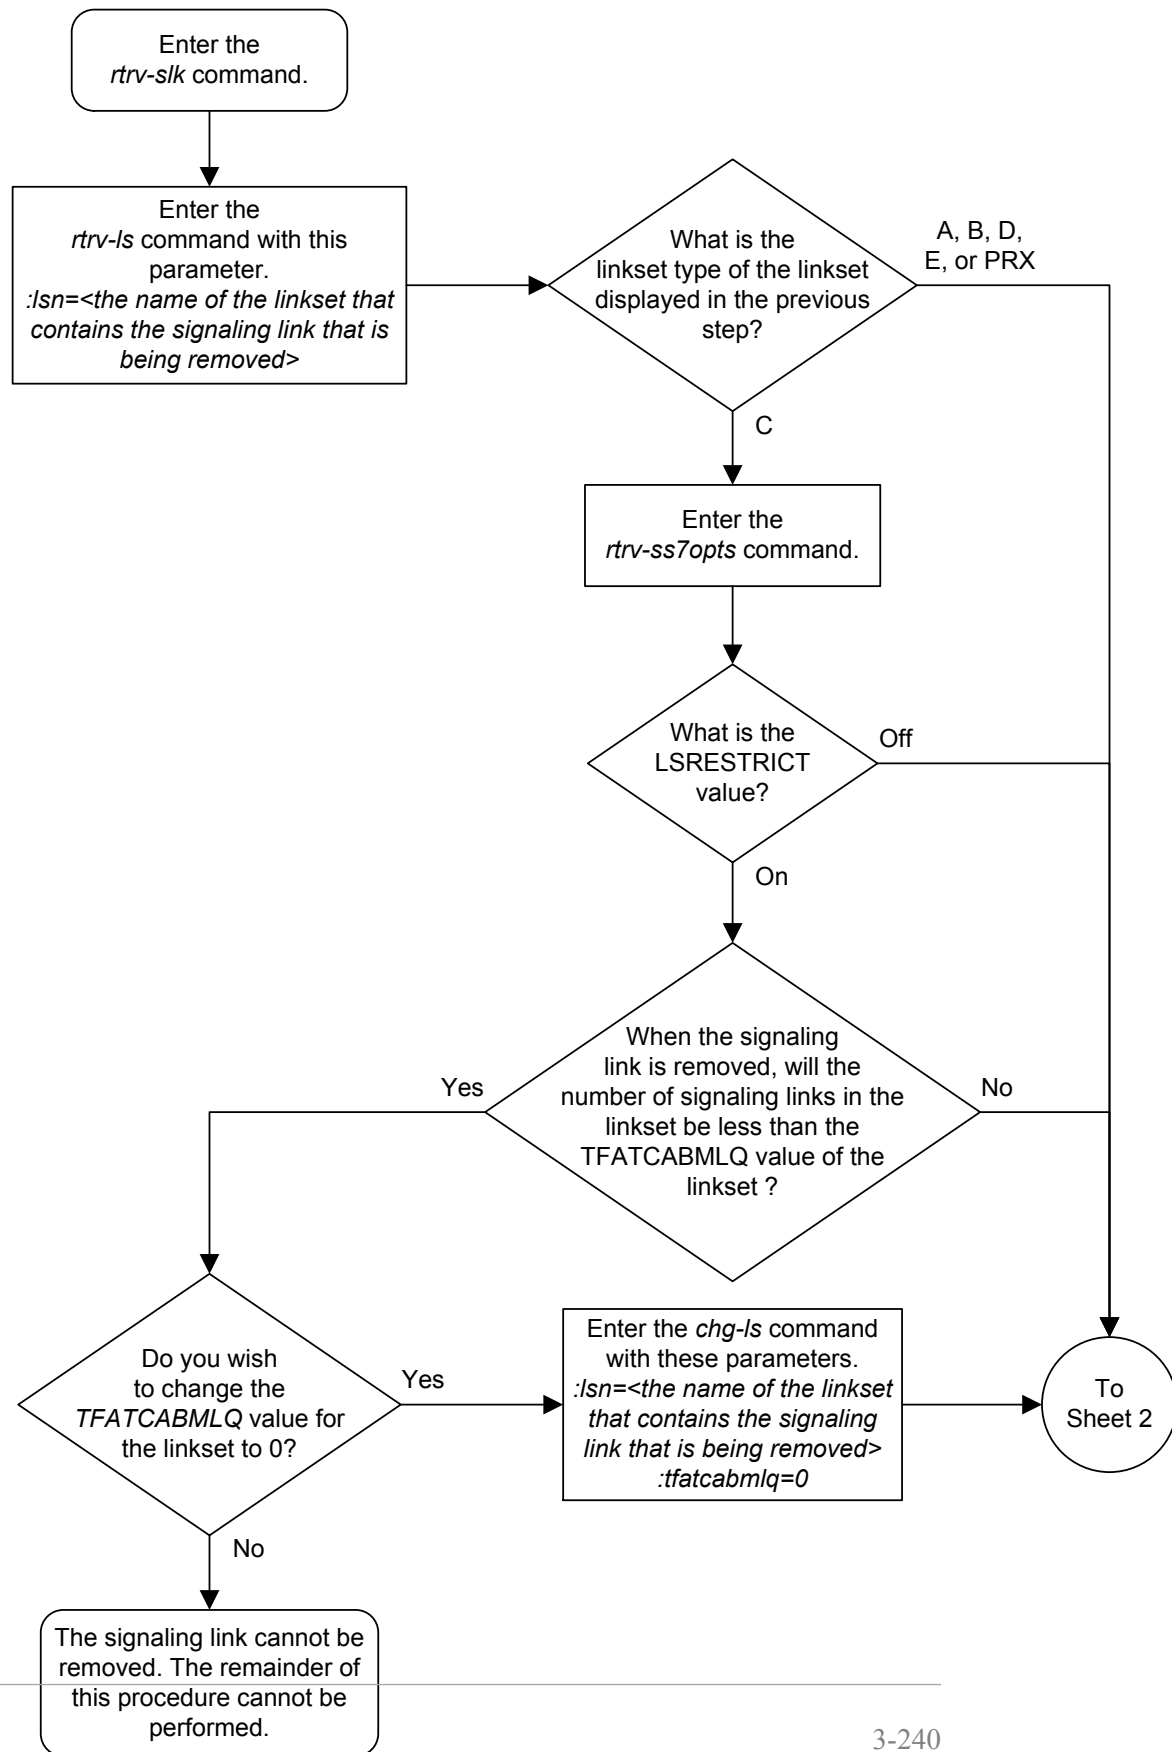 Enter the
rtrv-slk command.
Enter the
rtrv-ls command with this
parameter.
:lsn=<the name of the linkset that
contains the signaling link that is
being removed>
What is the
linkset type of the linkset
displayed in the previous
step?
A, B, D,
E, or PRX
C
Enter the
rtrv-ss7opts command.
What is the
LSRESTRICT
value?
Off
On
When the signaling
link is removed, will the
number of signaling links in the
linkset be less than the
TFATCABMLQ value of the
linkset ?
Yes
No
Do you wish
to change the
TFATCABMLQ value for
the linkset to 0?
Yes
Enter the chg-ls command
with these parameters.
:lsn=<the name of the linkset
that contains the signaling
link that is being removed>
:tfatcabmlq=0
To
Sheet 2
No
The signaling link cannot be
removed. The remainder of
this procedure cannot be
performed.
3-240